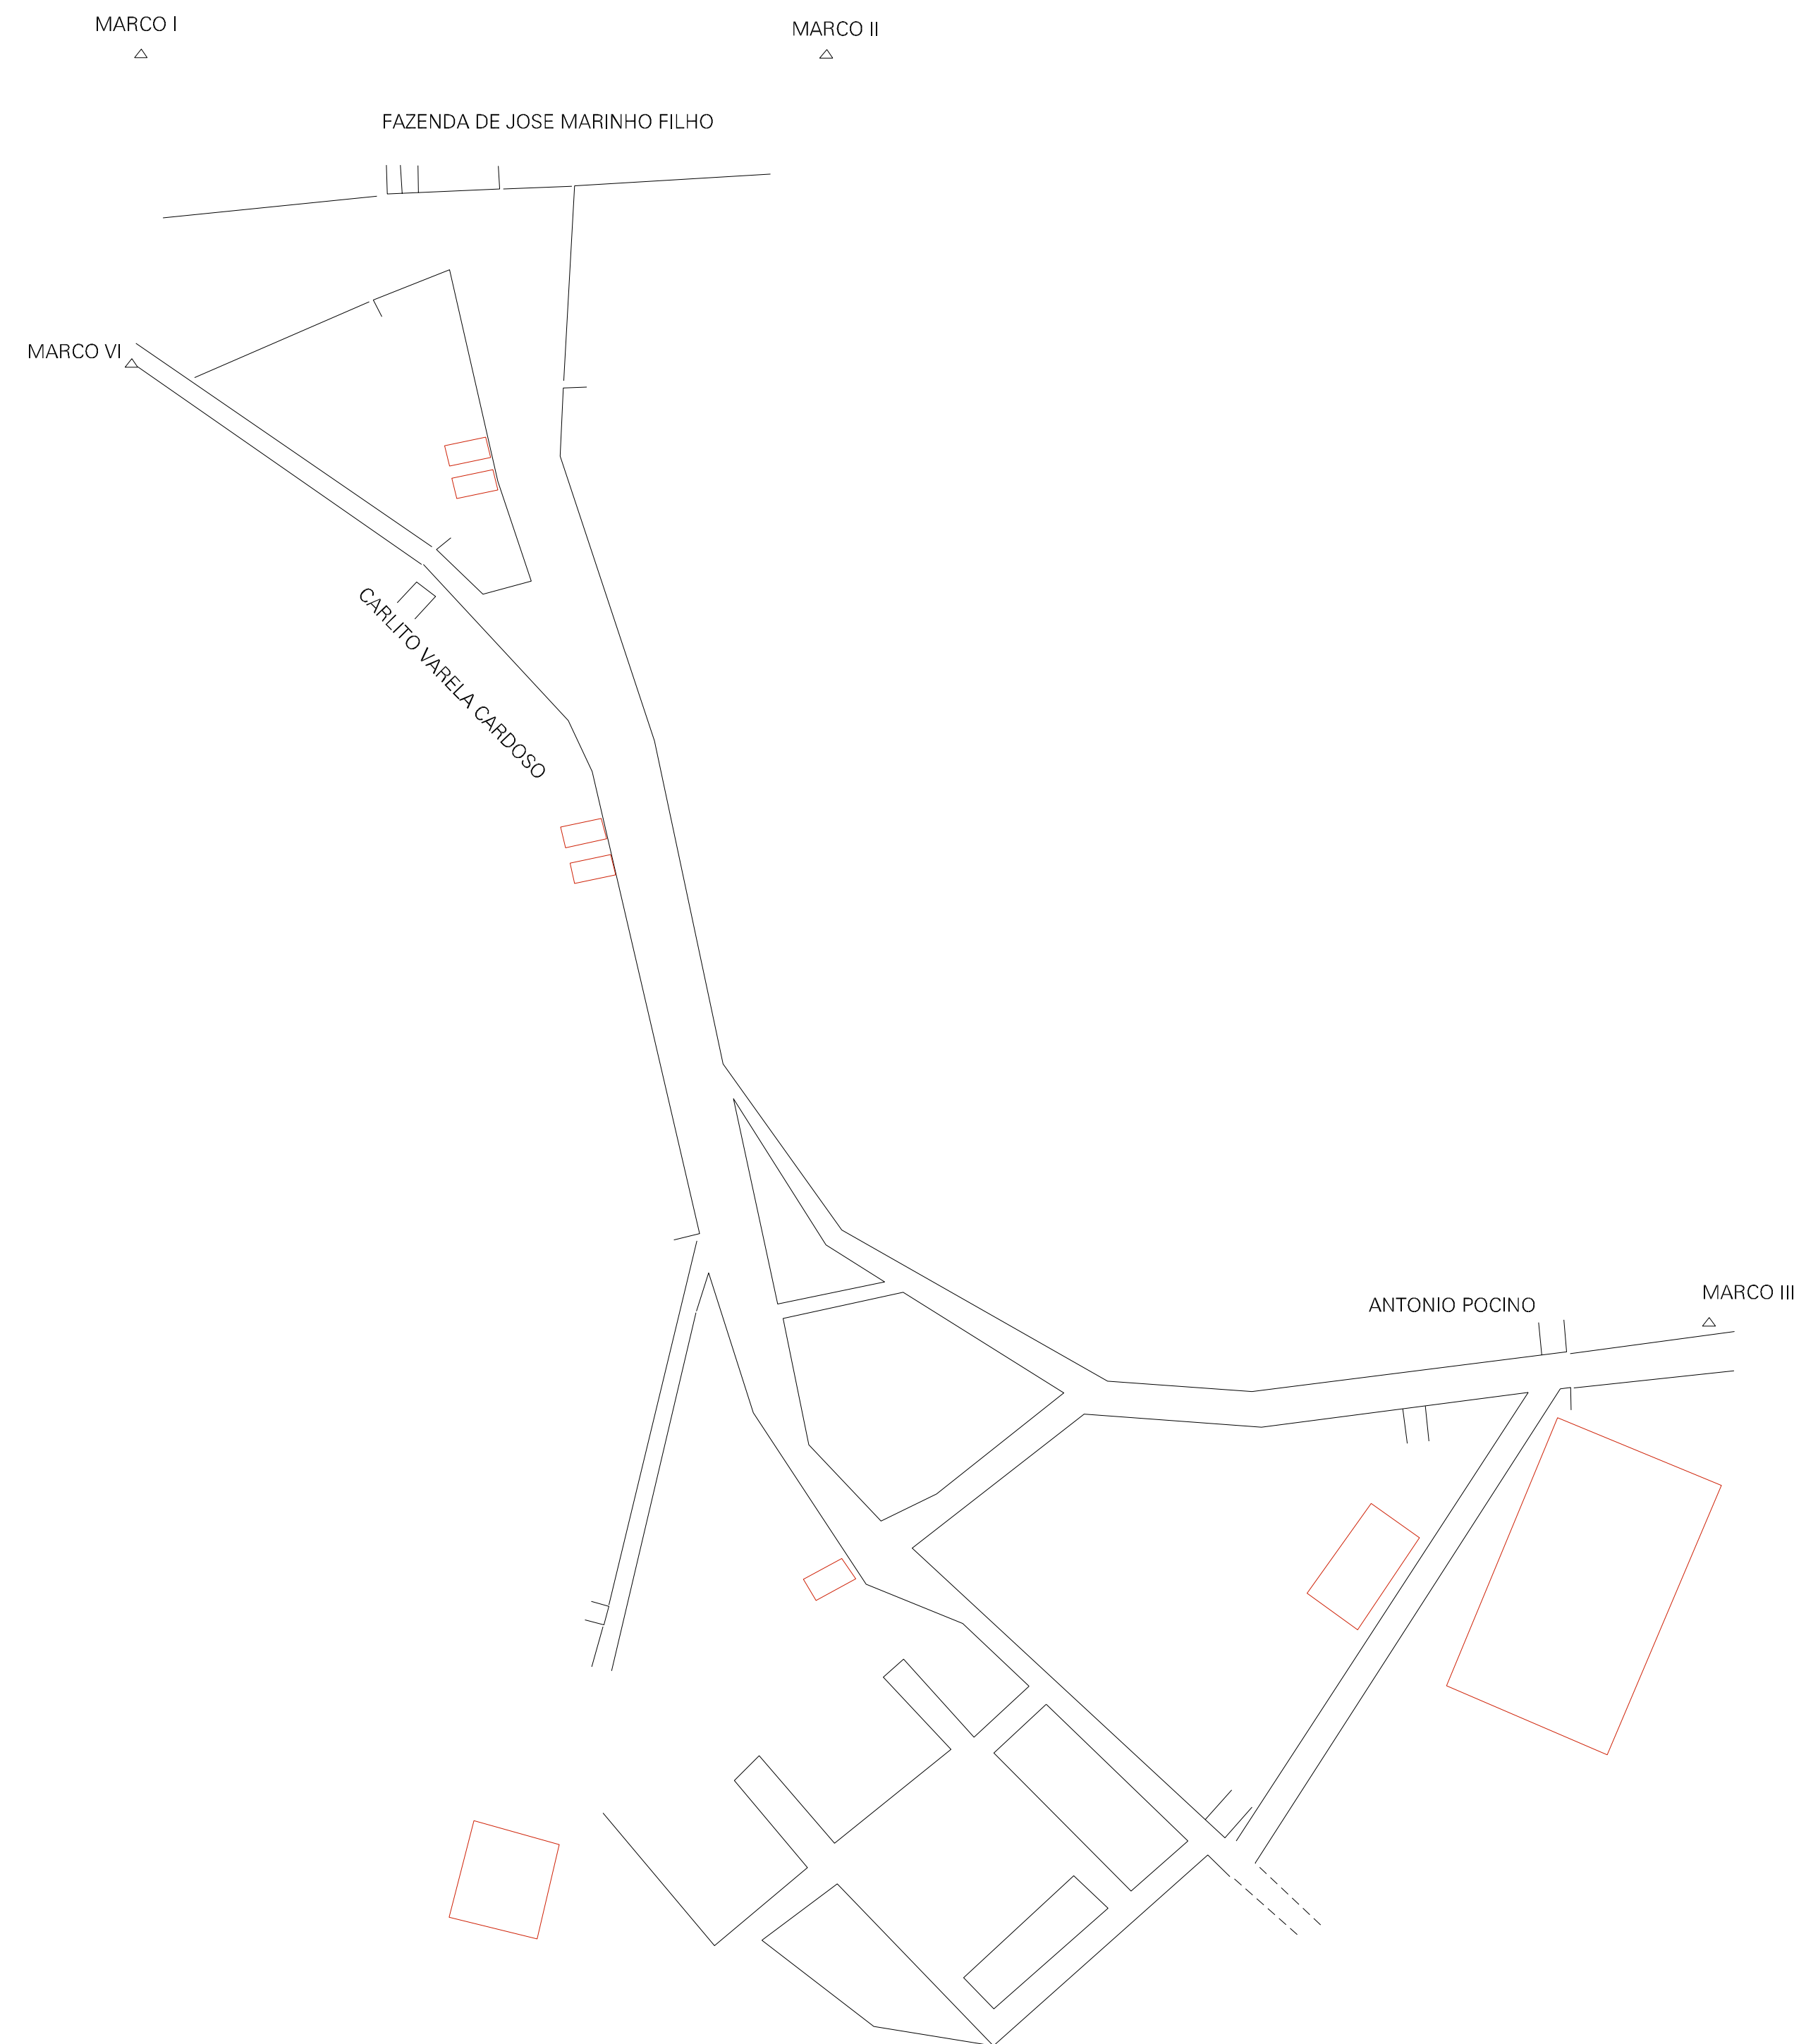 MARCO I
MARCO II
FAZENDA DE JOSE MARINHO FILHO
MARCO VI
CARLITO VARELA CARDOSO
MARCO III
ANTONIO POCINO